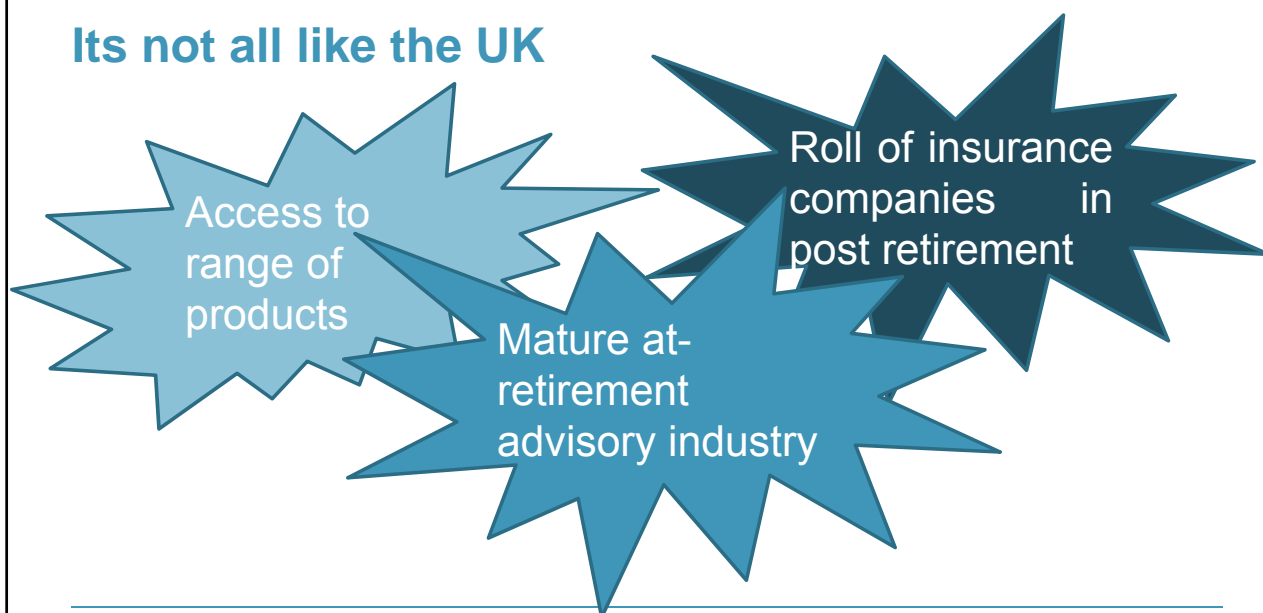 Its not all like the UK
Access to
range of
products
Roll of insurance
companies in
post retirement
Mature at-
retirement
advisory industry